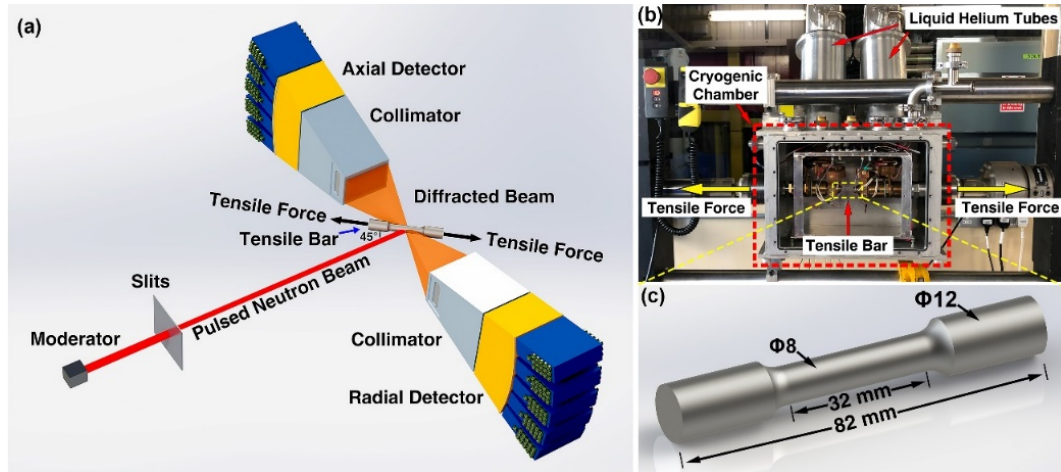 (a)
Axial Detector
Collimator
Diffracted Beam
Tensile Force
Tensile Bar
45°
Tensile Force
Pulsed Neutron Beam
Slits
Moderator
Collimator
Radial Detector
(b)
Liquid Helium Tubes
Cryogenic
Chamber
Tensile Force
Tensile Force
Tensile Bar
(c)
Φ12
Φ8
32 mm
82 mm